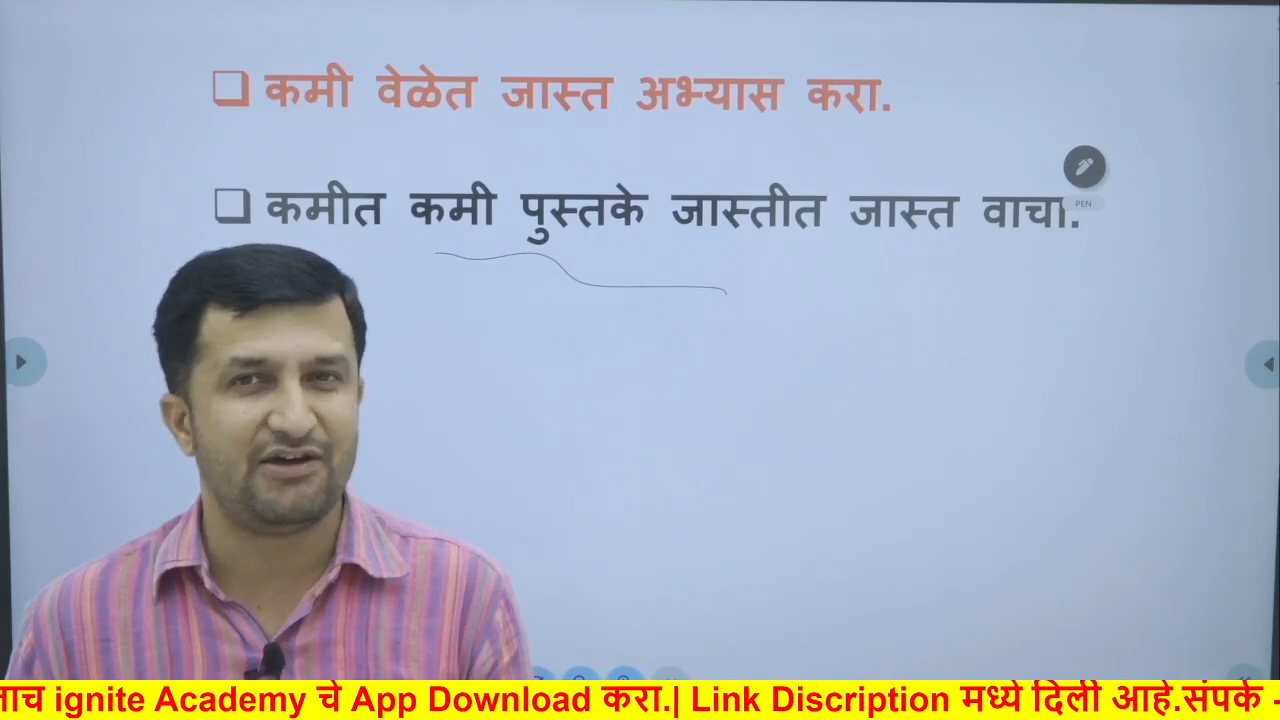 कमी वेळेत जास्त अभ्यास करा.
PEN
कमीत कमी पुस्तके जास्तीत जास्त वाचा.
ignite Academy चे App Download करा.| Link Discription मध्ये दिली आहे.संपर्क -